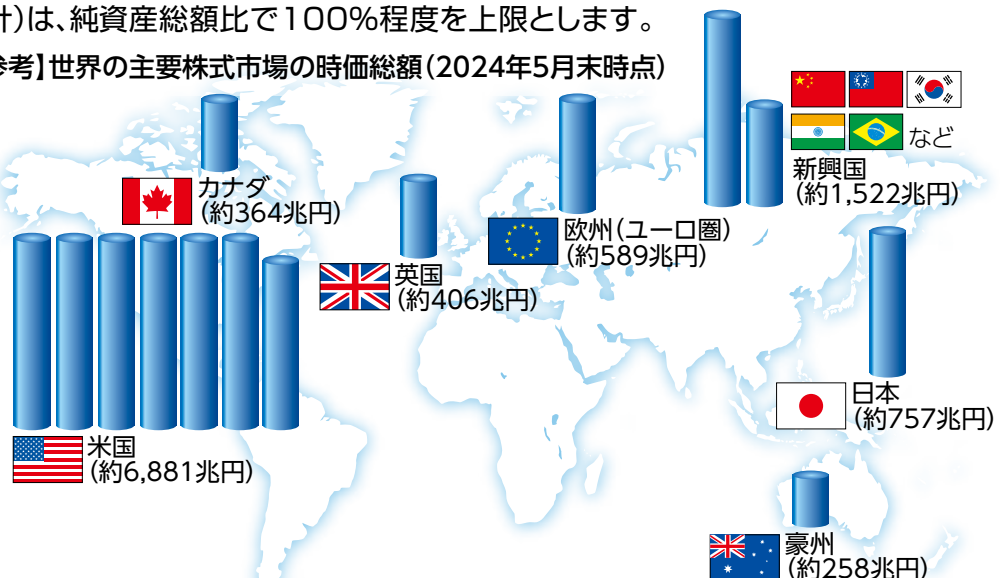 計)は、純資産総額比で100%程度を上限とします。
参考】世界の主要株式市場の時価総額(2024年5月末時点)
など
新興国
(約1,522兆円)
カナダ
(約364兆円)
欧州(ユーロ圏)
(約589兆円)
英国
(約406兆円)
日本
(約757兆円)
米国
(約6,881兆円)
豪州
(約258兆円)